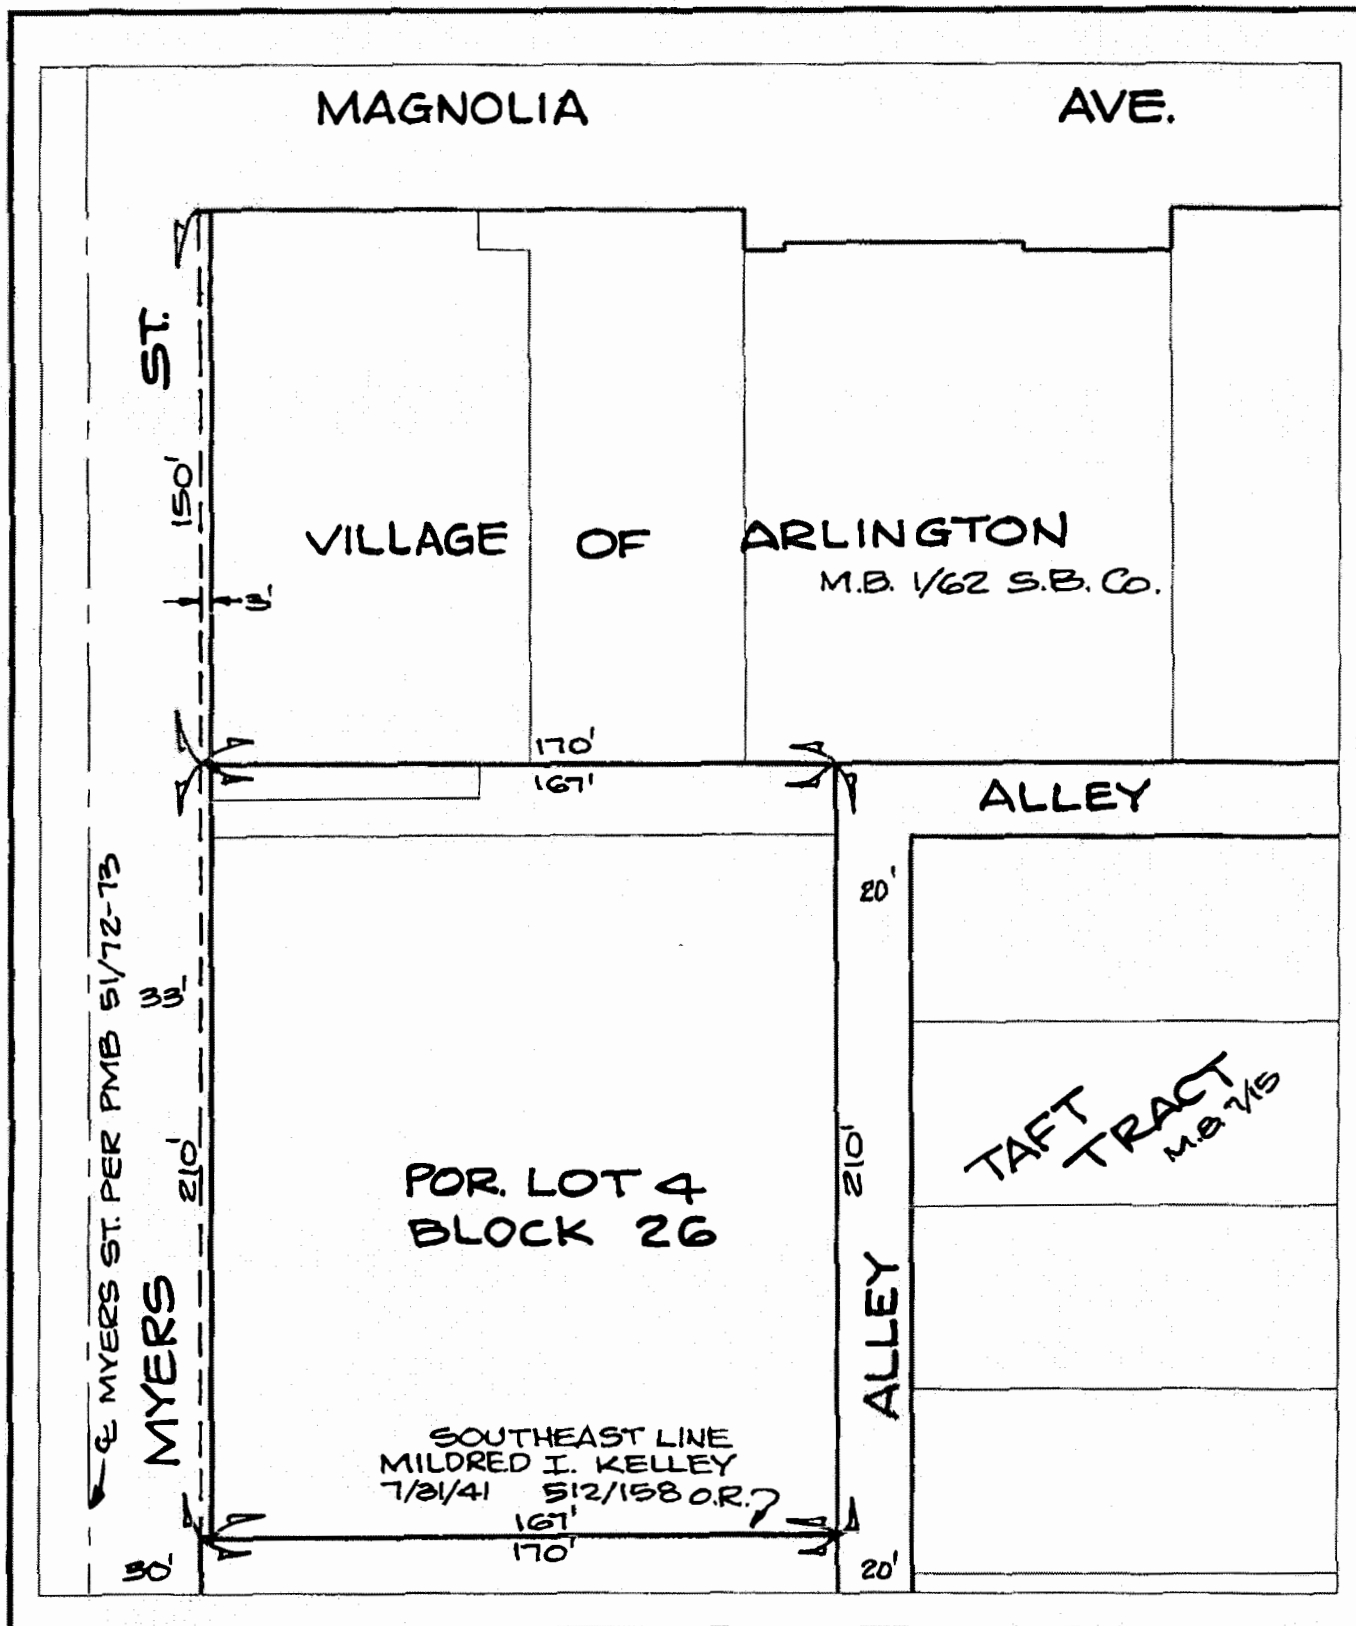 MAGNOLIA AVE.
ST.
150'
3'
VILLAGE OF ARLINGTON
M.B. 1/62 S.B. Co.
170'
167'
ALLEY
20'
℄ MYERS ST. PER PMB 51/72-73
33'
210'
MYERS
POR. LOT 4
BLOCK 26
210'
ALLEY
TAFT
TRACT
M.B. 7/15
SOUTHEAST LINE
MILDRED I. KELLEY
7/31/41 512/158 O.R.
167'
170'
30'
20'